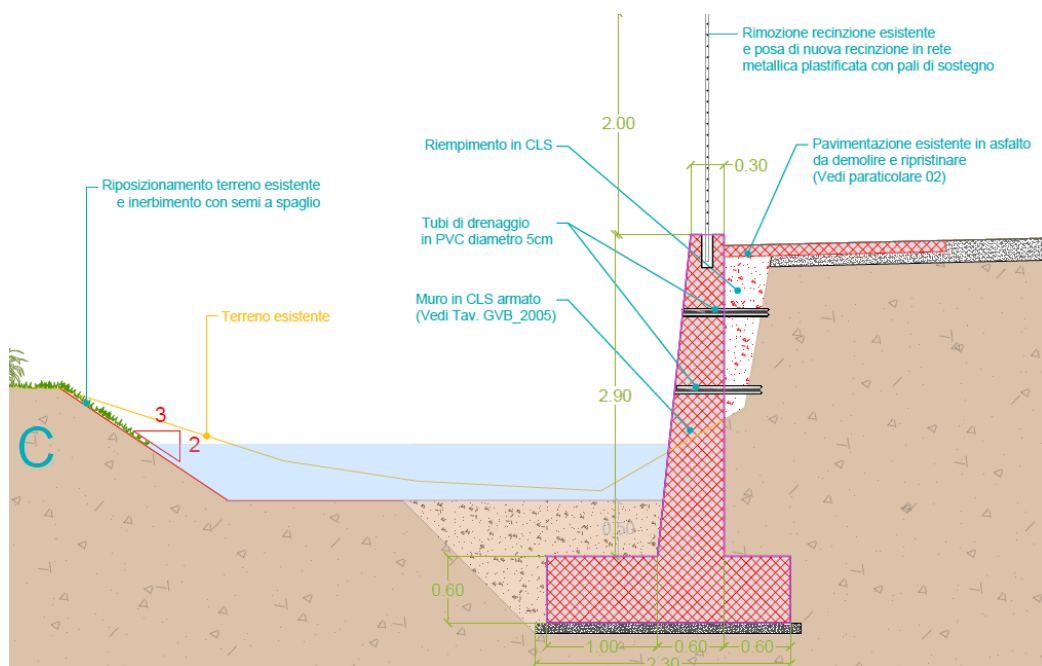 Rimozione recinzione esistente
e posa di nuova recinzione in rete
metallica plastificata con pali di sostegno
2.00
Riempimento in CLS
0.30
Pavimentazione esistente in asfalto
da demolire e ripristinare
(Vedi paraticolare 02)
Riposizionamento terreno esistente
e inerbimento con semi a spaglio
Tubi di drenaggio
in PVC diametro 5cm
Muro in CLS armato
(Vedi Tav. GVB_2005)
Terreno esistente
2.90
3
2
C
0.50
0.60
1.00
0.60
0.60
2.30